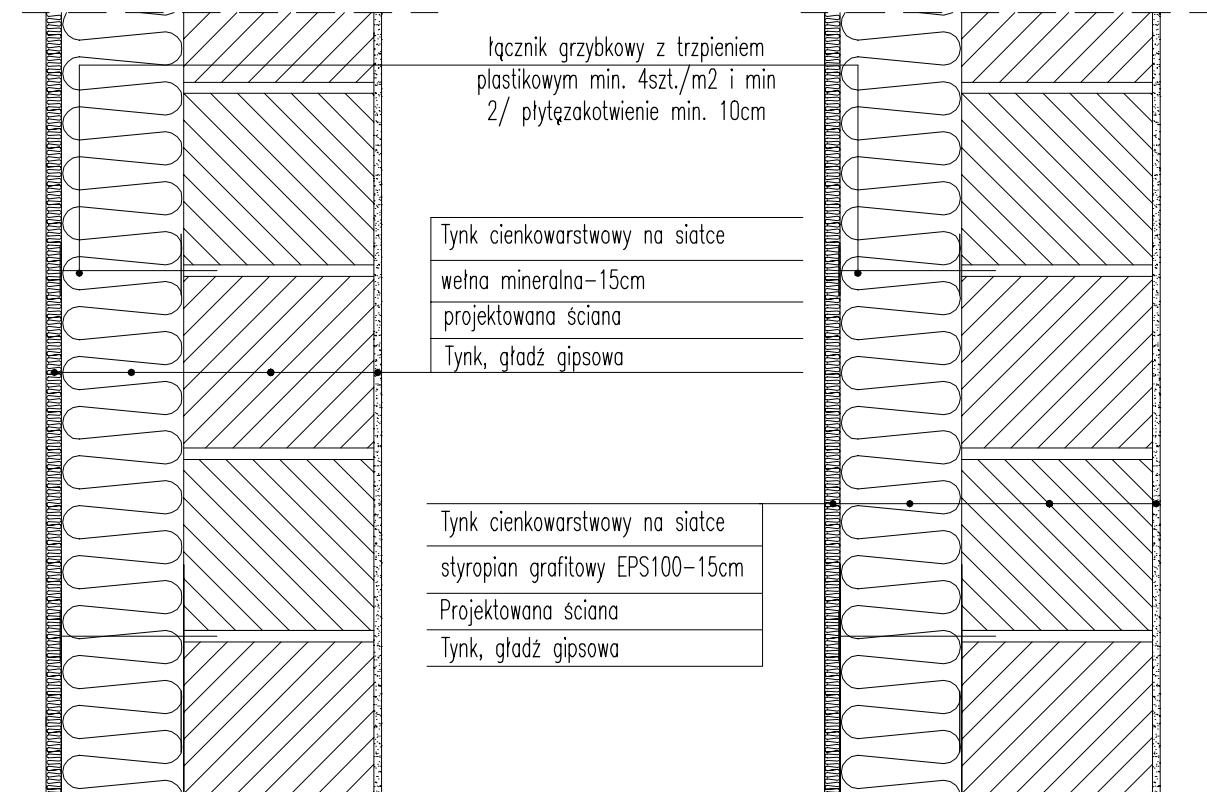 łącznik grzybkowy z trzpieniem
plastikowym min. 4szt./m2 i min
2/ płytęzakotwienie min. 10cm
Tynk cienkowarstwowy na siatce
wełna mineralna-15cm
projektowana ściana
Tynk, gładź gipsowa
Tynk cienkowarstwowy na siatce
styropian grafitowy EPS100-15cm
Projektowana ściana
Tynk, gładź gipsowa